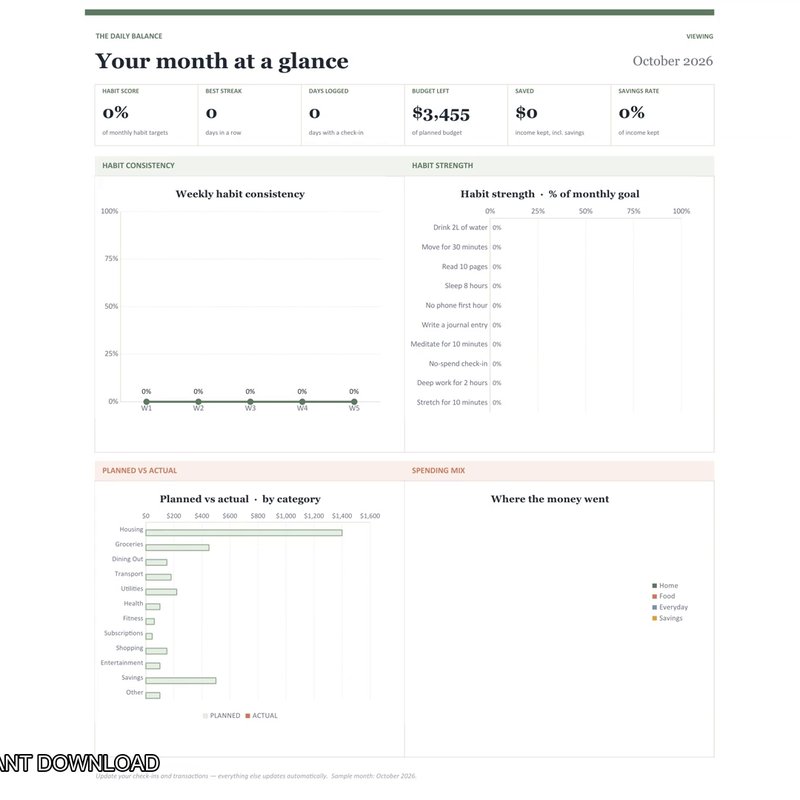 THE DAILY BALANCE
VIEWING
Your month at a glance
October 2026
HABIT SCORE
0%
of monthly habit targets
BEST STREAK
0
days in a row
DAYS LOGGED
0
days with a check-in
BUDGET LEFT
$3,455
of planned budget
SAVED
$0
income kept, incl. savings
SAVINGS RATE
0%
of income kept
HABIT CONSISTENCY
Weekly habit consistency
100%
75%
50%
25%
0%
0% 0% 0% 0% 0%
W1 W2 W3 W4 W5
HABIT STRENGTH
Habit strength · % of monthly goal
0% 25% 50% 75% 100%
Drink 2L of water 0%
Move for 30 minutes 0%
Read 10 pages 0%
Sleep 8 hours 0%
No phone first hour 0%
Write a journal entry 0%
Meditate for 10 minutes 0%
No-spend check-in 0%
Deep work for 2 hours 0%
Stretch for 10 minutes 0%
PLANNED VS ACTUAL
Planned vs actual · by category
$0 $200 $400 $600 $800 $1,000 $1,200 $1,400 $1,600
Housing
Groceries
Dining Out
Transport
Utilities
Health
Fitness
Subscriptions
Shopping
Entertainment
Savings
Other
PLANNED ACTUAL
SPENDING MIX
Where the money went
Home
Food
Everyday
Savings
ANT DOWNLOAD
Update your check-ins and transactions — everything else updates automatically. Sample month: October 2026.